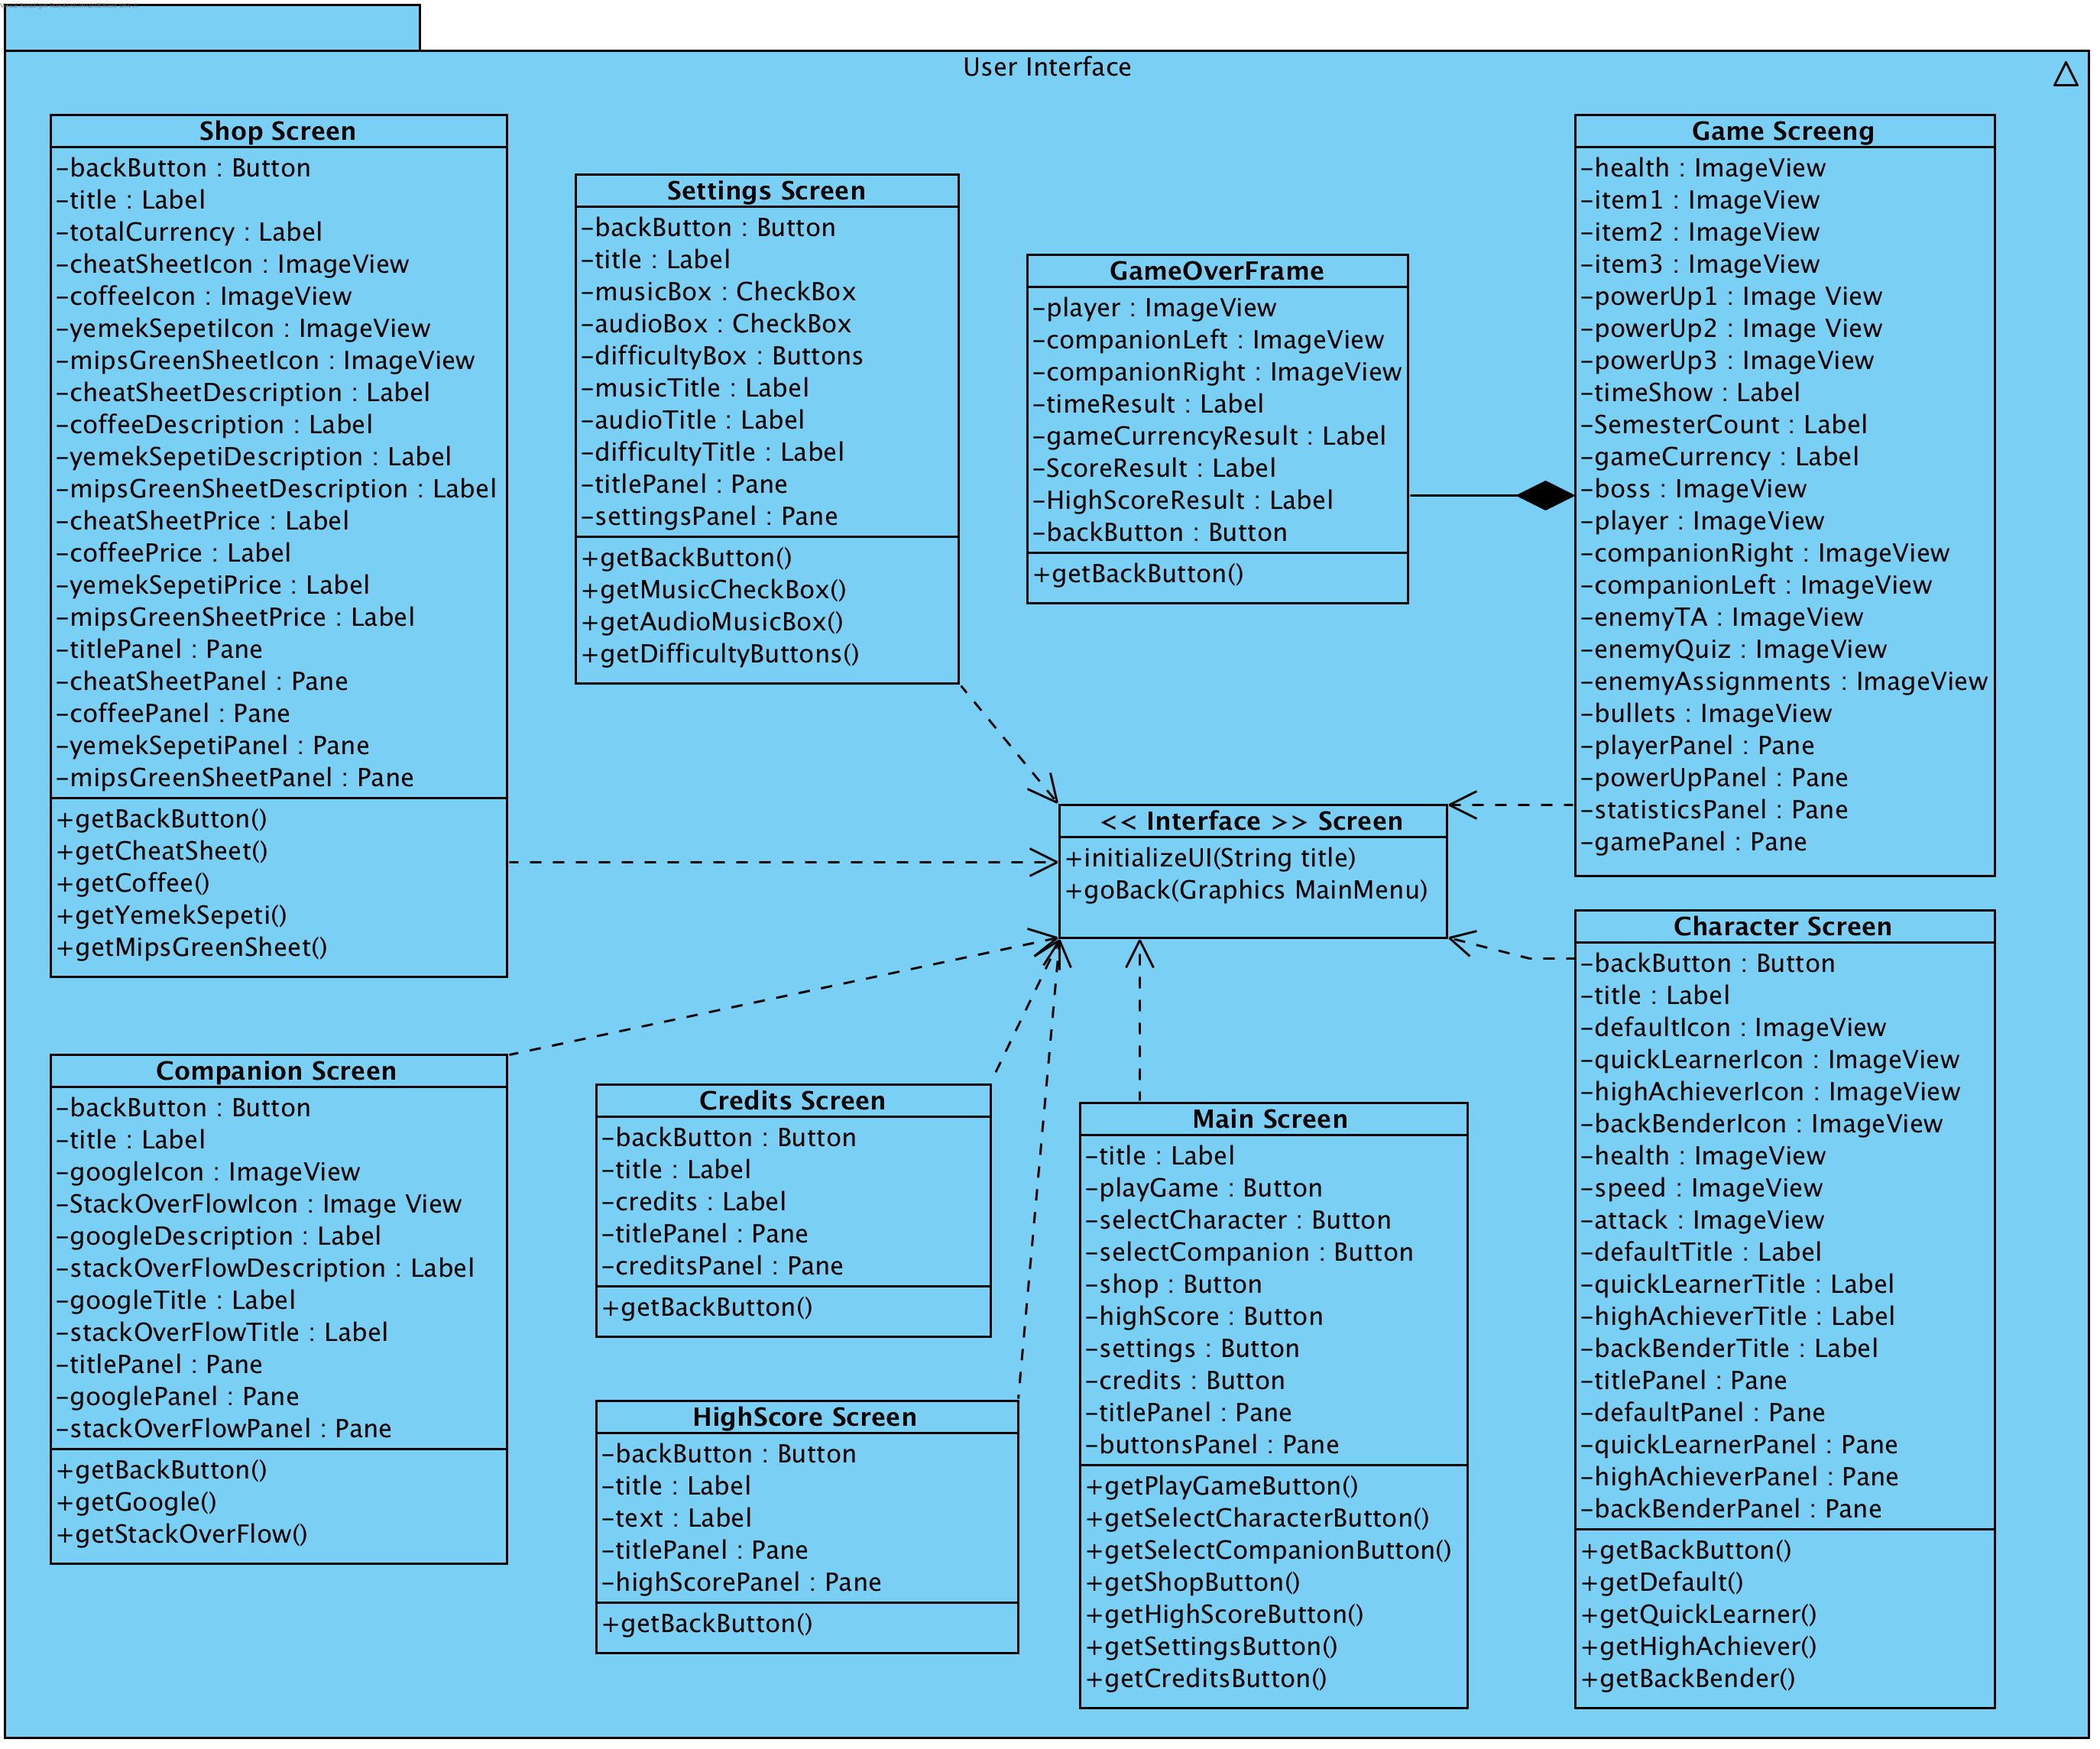 User Interface
Shop Screen
-backButton : Button
-title : Label
-totalCurrency : Label
-cheatSheetIcon : ImageView
-coffeeIcon : ImageView
-yemekSepetiIcon : ImageView
-mipsGreenSheetIcon : ImageView
-cheatSheetDescription : Label
-coffeeDescription : Label
-yemekSepetiDescription : Label
-mipsGreenSheetDescription : Label
-cheatSheetPrice : Label
-coffeePrice : Label
-yemekSepetiPrice : Label
-mipsGreenSheetPrice : Label
-titlePanel : Pane
-cheatSheetPanel : Pane
-coffeePanel : Pane
-yemekSepetiPanel : Pane
-mipsGreenSheetPanel : Pane
+getBackButton()
+getCheatSheet()
+getCoffee()
+getYemekSepeti()
+getMipsGreenSheet()
Settings Screen
-backButton : Button
-title : Label
-musicBox : CheckBox
-audioBox : CheckBox
-difficultyBox : Buttons
-musicTitle : Label
-audioTitle : Label
-difficultyTitle : Label
-titlePanel : Pane
-settingsPanel : Pane
+getBackButton()
+getMusicCheckBox()
+getAudioMusicBox()
+getDifficultyButtons()
GameOverFrame
-player : ImageView
-companionLeft : ImageView
-companionRight : ImageView
-timeResult : Label
-gameCurrencyResult : Label
-ScoreResult : Label
-HighScoreResult : Label
-backButton : Button
+getBackButton()
Game Screeng
-health : ImageView
-item1 : ImageView
-item2 : ImageView
-item3 : ImageView
-powerUp1 : Image View
-powerUp2 : Image View
-powerUp3 : ImageView
-timeShow : Label
-SemesterCount : Label
-gameCurrency : Label
-boss : ImageView
-player : ImageView
-companionRight : ImageView
-companionLeft : ImageView
-enemyTA : ImageView
-enemyQuiz : ImageView
-enemyAssignments : ImageView
-bullets : ImageView
-playerPanel : Pane
-powerUpPanel : Pane
-statisticsPanel : Pane
-gamePanel : Pane
<< Interface >> Screen
+initializeUI(String title)
+goBack(Graphics MainMenu)
Companion Screen
-backButton : Button
-title : Label
-googleIcon : ImageView
-StackOverFlowIcon : Image View
-googleDescription : Label
-stackOverFlowDescription : Label
-googleTitle : Label
-stackOverFlowTitle : Label
-titlePanel : Pane
-googlePanel : Pane
-stackOverFlowPanel : Pane
+getBackButton()
+getGoogle()
+getStackOverFlow()
Credits Screen
-backButton : Button
-title : Label
-credits : Label
-titlePanel : Pane
-creditsPanel : Pane
+getBackButton()
HighScore Screen
-backButton : Button
-title : Label
-text : Label
-titlePanel : Pane
-highScorePanel : Pane
+getBackButton()
Main Screen
-title : Label
-playGame : Button
-selectCharacter : Button
-selectCompanion : Button
-shop : Button
-highScore : Button
-settings : Button
-credits : Button
-titlePanel : Pane
-buttonsPanel : Pane
+getPlayGameButton()
+getSelectCharacterButton()
+getSelectCompanionButton()
+getShopButton()
+getHighScoreButton()
+getSettingsButton()
+getCreditsButton()
Character Screen
-backButton : Button
-title : Label
-defaultIcon : ImageView
-quickLearnerIcon : ImageView
-highAchieverIcon : ImageView
-backBenderIcon : ImageView
-health : ImageView
-speed : ImageView
-attack : ImageView
-defaultTitle : Label
-quickLearnerTitle : Label
-highAchieverTitle : Label
-backBenderTitle : Label
-titlePanel : Pane
-defaultPanel : Pane
-quickLearnerPanel : Pane
-highAchieverPanel : Pane
-backBenderPanel : Pane
+getBackButton()
+getDefault()
+getQuickLearner()
+getHighAchiever()
+getBackBender()